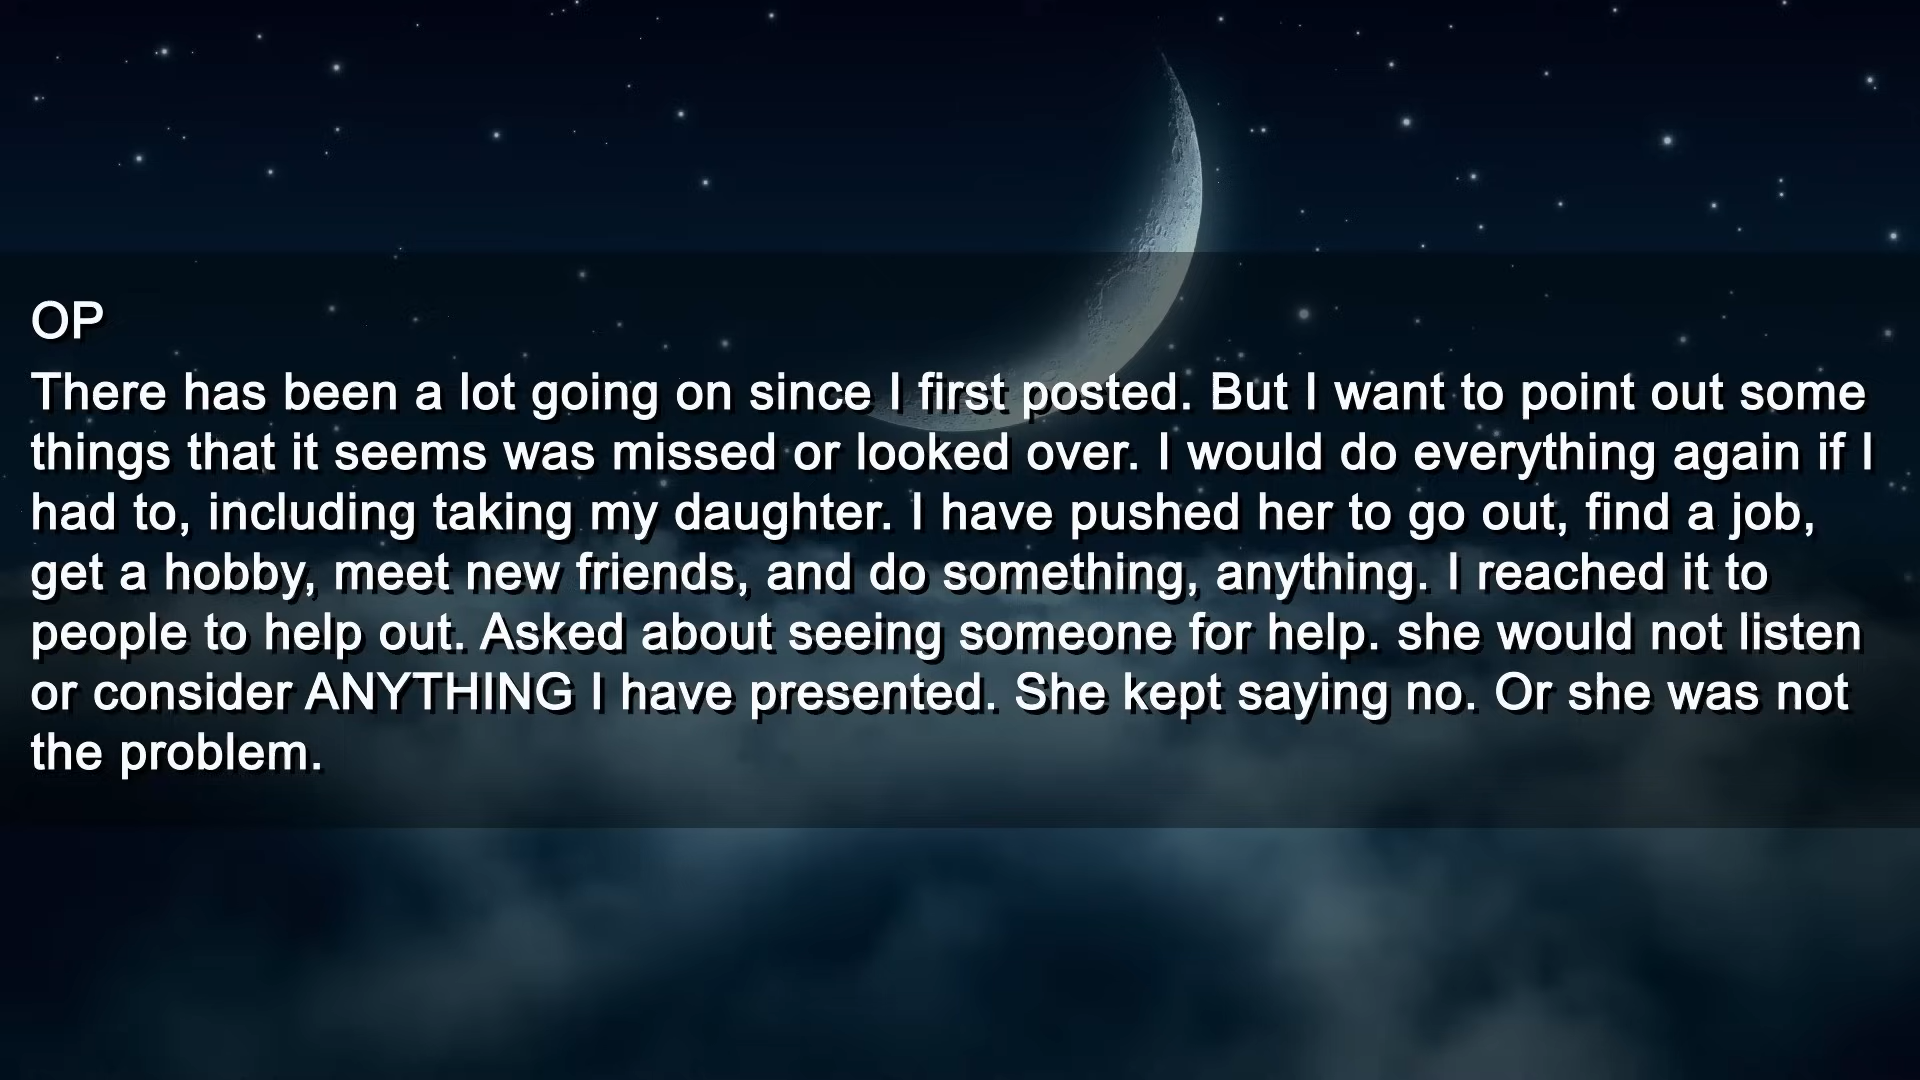 OP
There has been a lot going on since I first posted. But I want to point out some
things that it seems was missed or looked over. I would do everything again if I
had to, including taking my daughter. I have pushed her to go out, find a job,
get a hobby, meet new friends, and do something, anything. I reached it to
people to help out. Asked about seeing someone for help. she would not listen
or consider ANYTHING I have presented. She kept saying no. Or she was not
the problem.